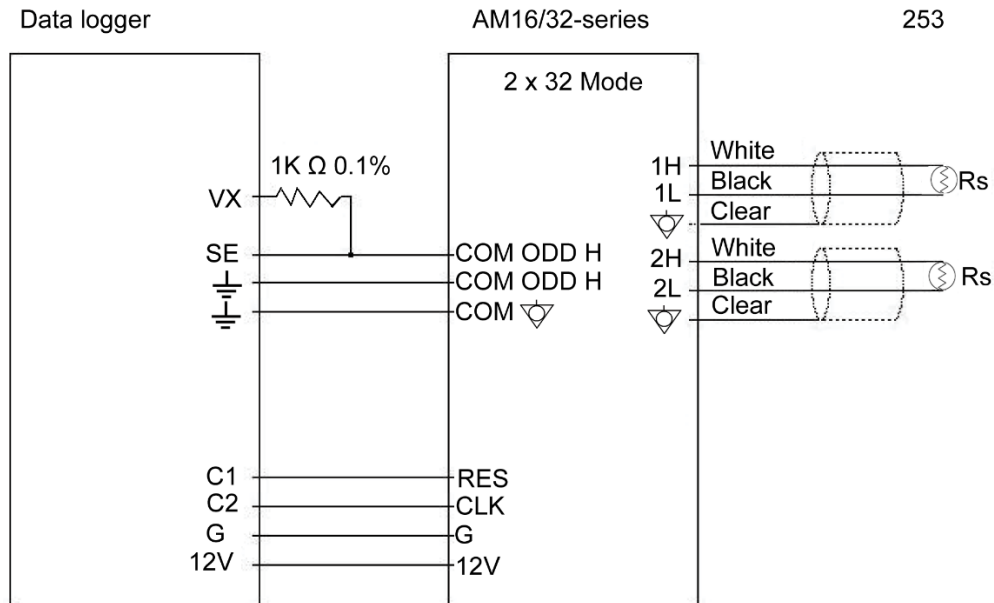 Data logger AM16/32-series 253
2 x 32 Mode
1K Ω 0.1%
VX
SE
COM ODD H
COM ODD H
COM
1H White
1L Black Rs
Clear
2H White
2L Black Rs
Clear
C1 RES
C2 CLK
G G
12V 12V